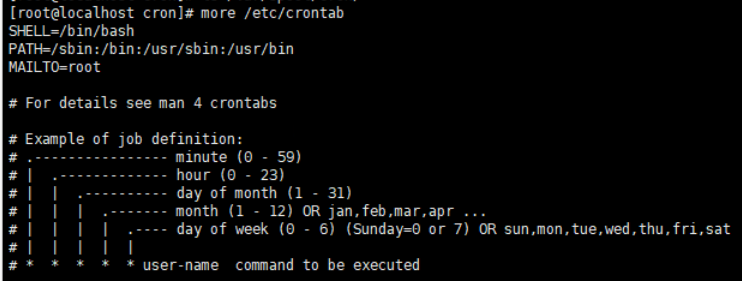 [root@localhost cron]# more /etc/crontab
SHELL=/bin/bash
PATH=/sbin:/bin:/usr/sbin:/usr/bin
MAILTO=root
# For details see man 4 crontabs
# Example of job definition:
# .---------------- minute (0 - 59)
# |  .------------- hour (0 - 23)
# |  |  .---------- day of month (1 - 31)
# |  |  |  .------- month (1 - 12) OR jan,feb,mar,apr ...
# |  |  |  |  .---- day of week (0 - 6) (Sunday=0 or 7) OR sun,mon,tue,wed,thu,fri,sat
# |  |  |  |  |
# *  *  *  *  * user-name  command to be executed